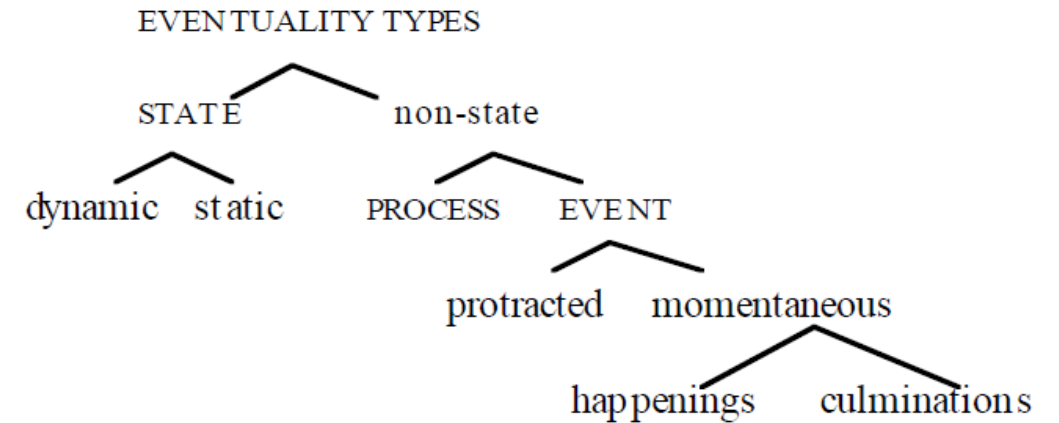 EVENTUALITY TYPES
STATE non-state
dynamic static PROCESS EVENT
protracted momentaneous
happenings culminations